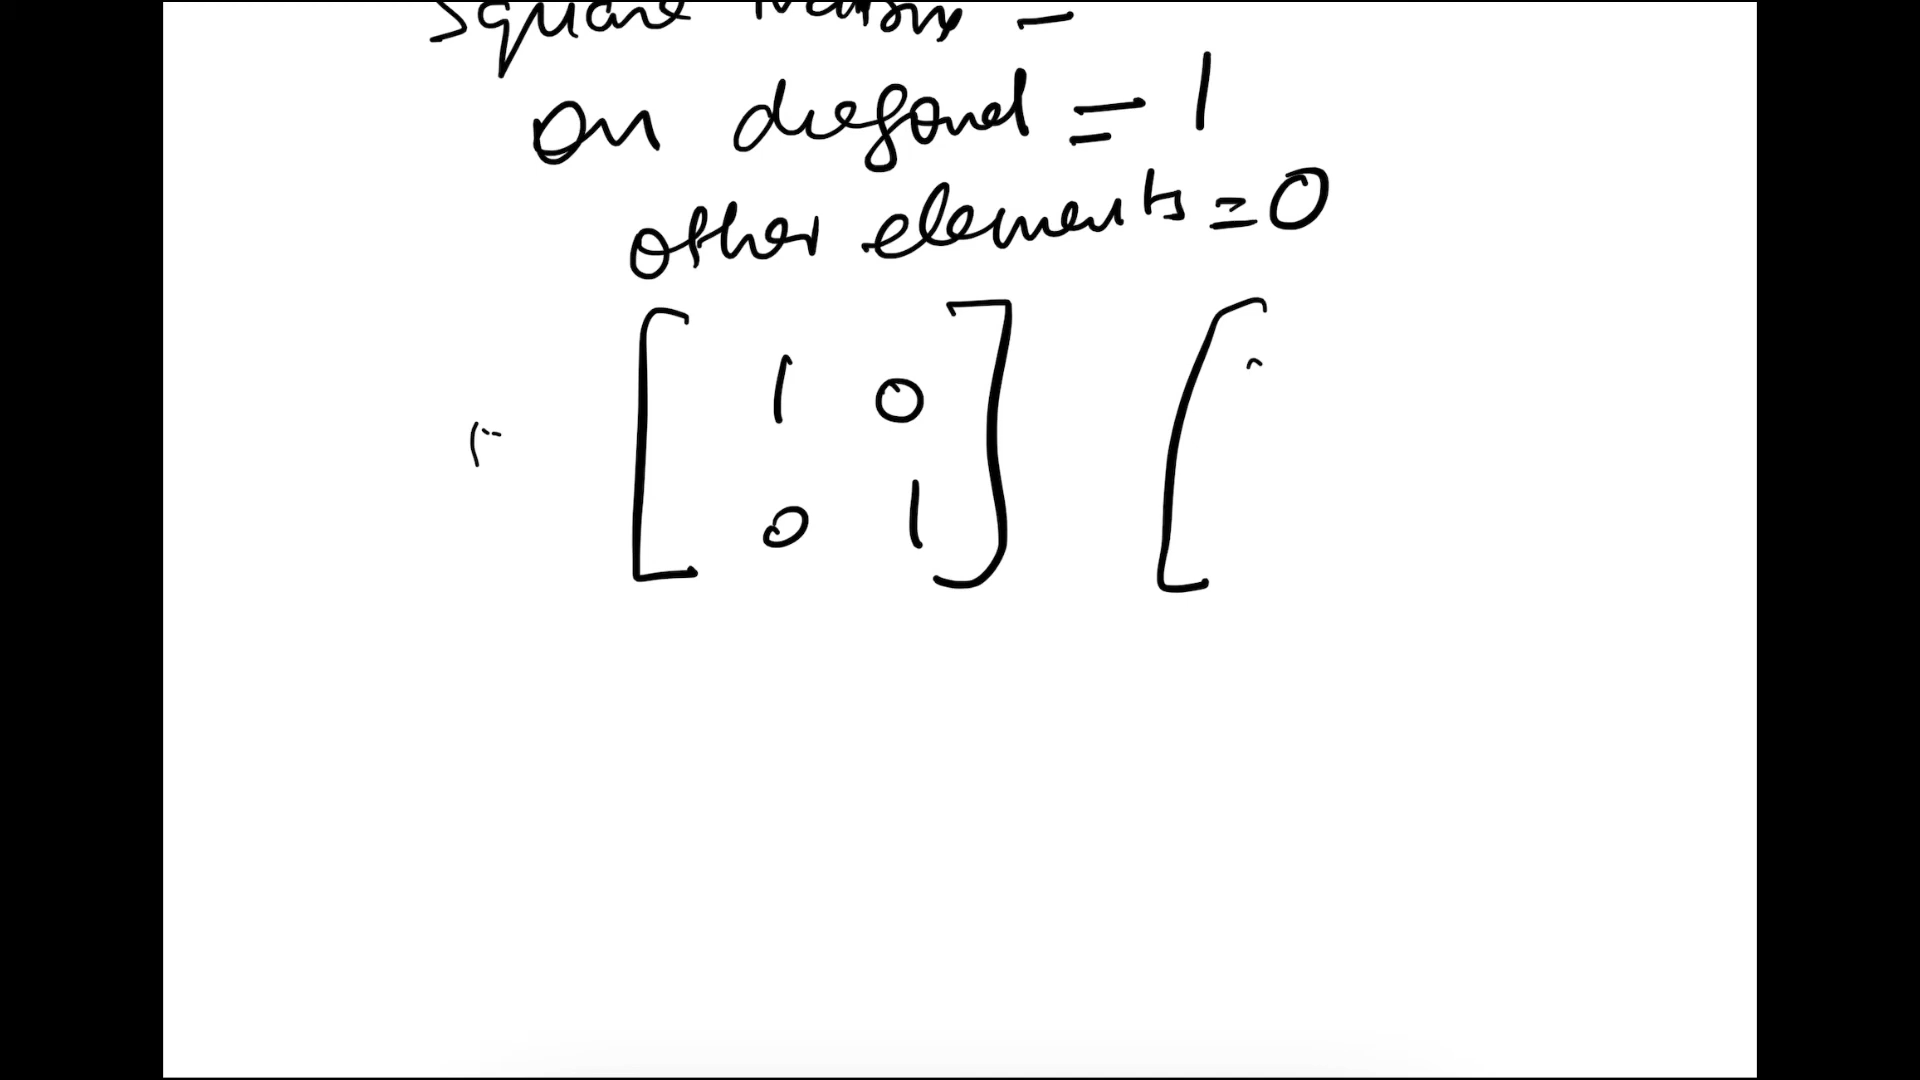 square matrix -
on diagonal = 1
other elements = 0
[ 1 0 ] [
0 1